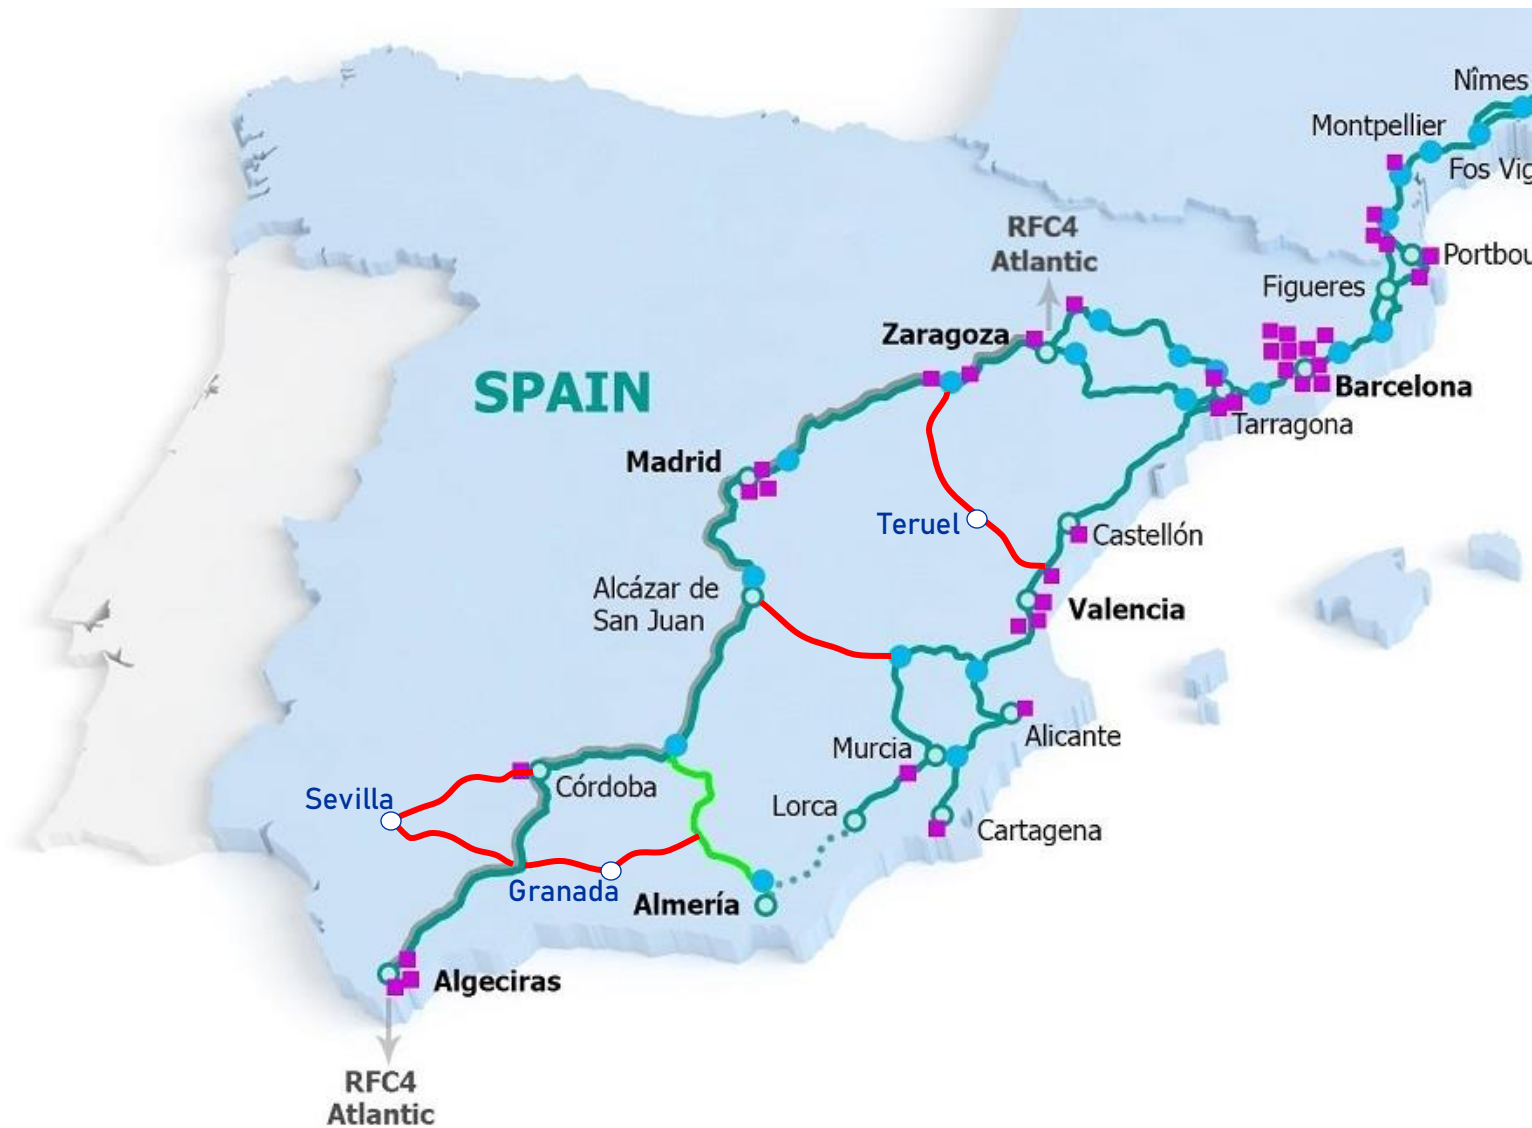 Nîmes
Montpellier
Fos Vig
RFC4
Atlantic
Portbou
Figueres
Zaragoza
SPAIN
Barcelona
Tarragona
Madrid
Teruel
Castellón
Alcázar de
San Juan
Valencia
Murcia
Alicante
Córdoba
Sevilla
Lorca
Cartagena
Granada
Almería
Algeciras
RFC4
Atlantic